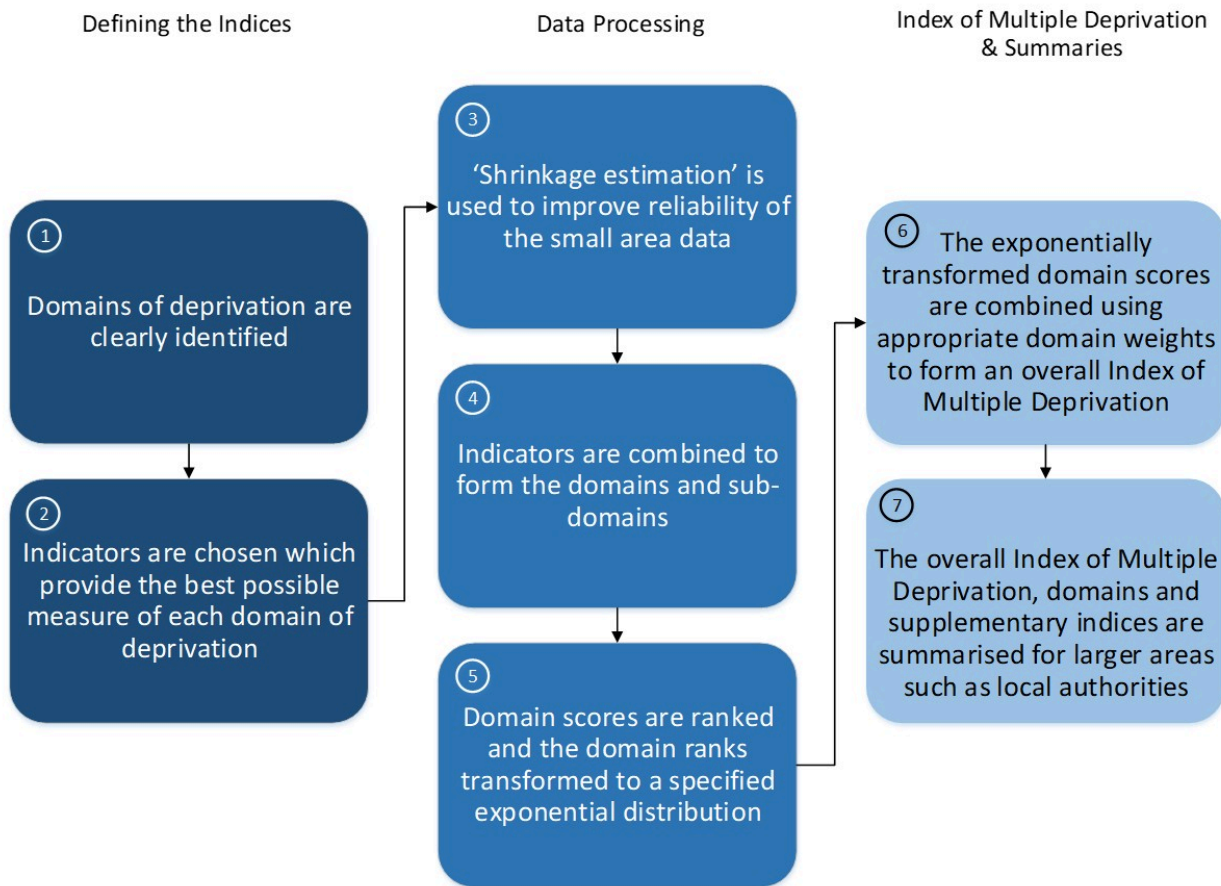 Defining the Indices
Data Processing
Index of Multiple Deprivation
& Summaries
1
Domains of deprivation are
clearly identified
2
Indicators are chosen which
provide the best possible
measure of each domain of
deprivation
3
‘Shrinkage estimation’ is
used to improve reliability of
the small area data
4
Indicators are combined to
form the domains and sub-
domains
5
Domain scores are ranked
and the domain ranks
transformed to a specified
exponential distribution
6
The exponentially
transformed domain scores
are combined using
appropriate domain weights
to form an overall Index of
Multiple Deprivation
7
The overall Index of Multiple
Deprivation, domains and
supplementary indices are
summarised for larger areas
such as local authorities